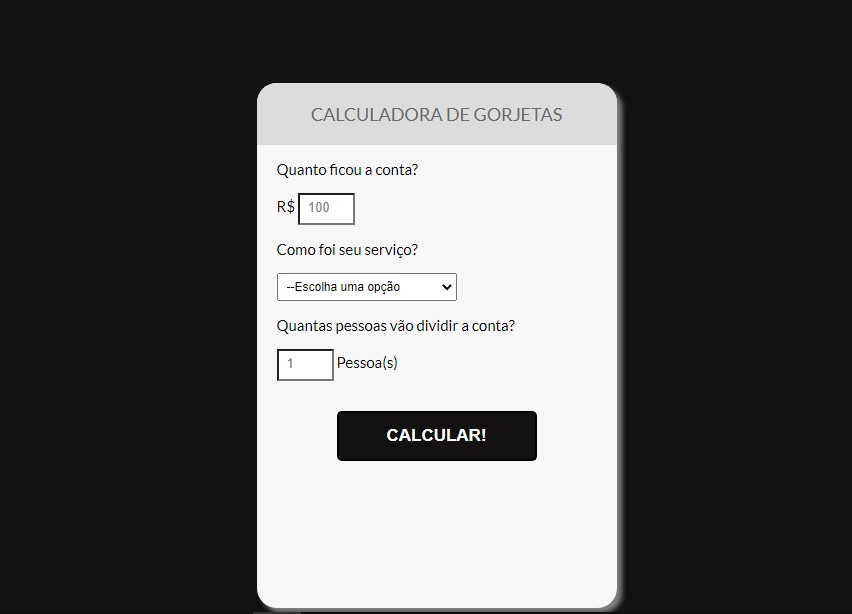 CALCULADORA DE GORJETAS
Quanto ficou a conta?
R$ 100
Como foi seu serviço?
--Escolha uma opção
Quantas pessoas vão dividir a conta?
1 Pessoa(s)
CALCULAR!